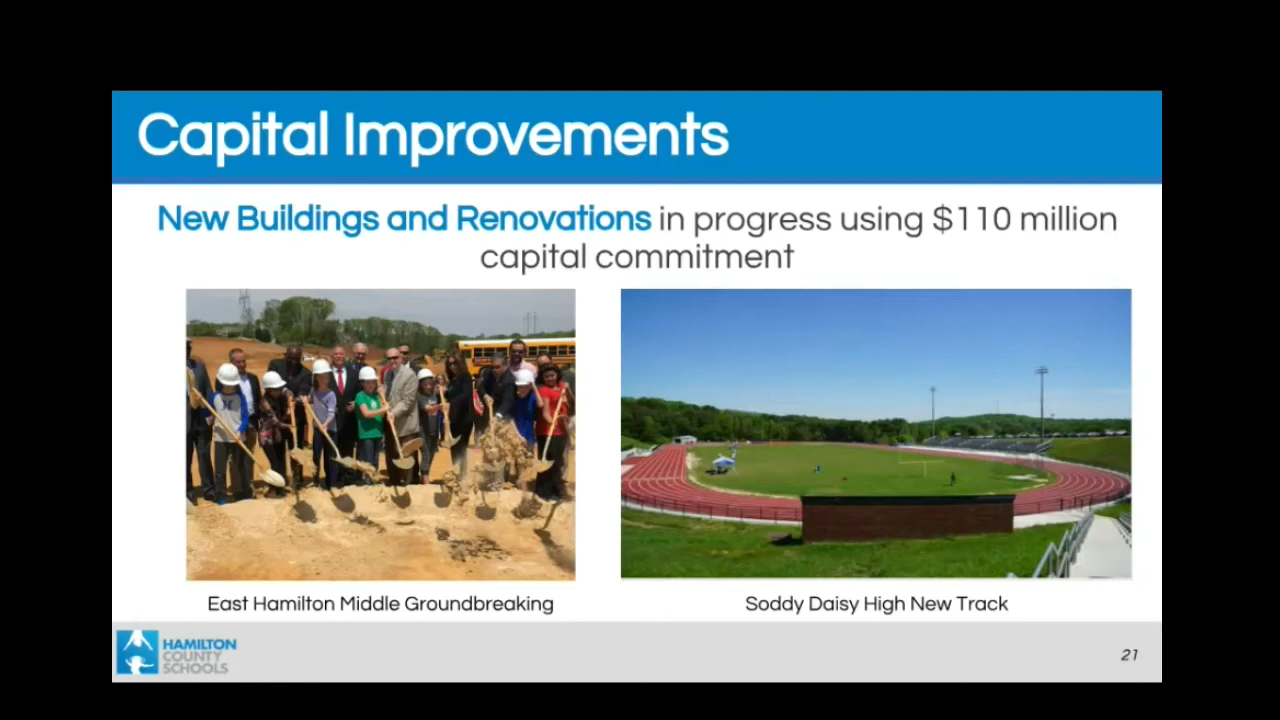 Capital Improvements
New Buildings and Renovations in progress using $110 million
capital commitment
East Hamilton Middle Groundbreaking
Soddy Daisy High New Track
HAMILTON
COUNTY
SCHOOLS
21